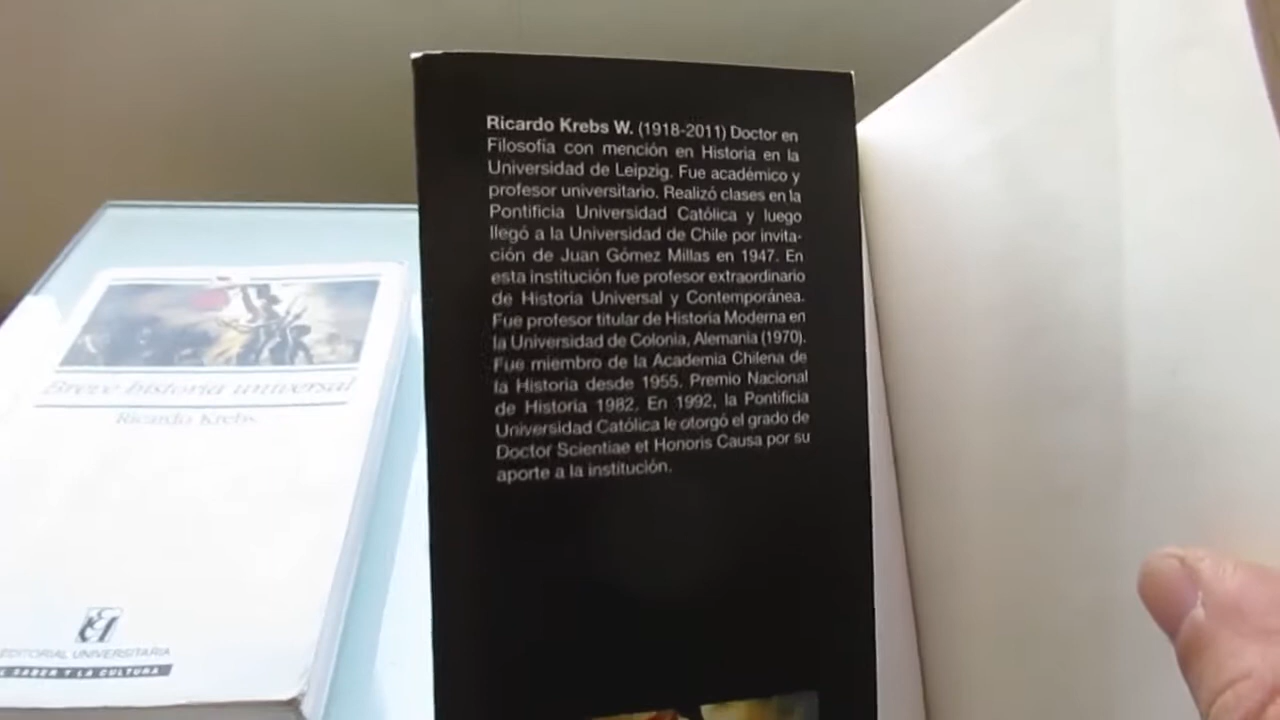 Ricardo Krebs W. (1918-2011) Doctor en
Filosofía con mención en Historia en la
Universidad de Leipzig. Fue académico y
profesor universitario. Realizó clases en la
Pontificia Universidad Católica y luego
llegó a la Universidad de Chile por invita-
ción de Juan Gómez Millas en 1947. En
esta institución fue profesor extraordinario
de Historia Universal y Contemporánea.
Fue profesor titular de Historia Moderna en
la Universidad de Colonia, Alemania (1970).
Fue miembro de la Academia Chilena de
la Historia desde 1955. Premio Nacional
de Historia 1982. En 1992, la Pontificia
Universidad Católica le otorgó el grado de
Doctor Scientiae et Honoris Causa por su
aporte a la institución.
Breve historia universal
Ricardo Krebs
EDITORIAL UNIVERSITARIA
SABER Y LA CULTURA